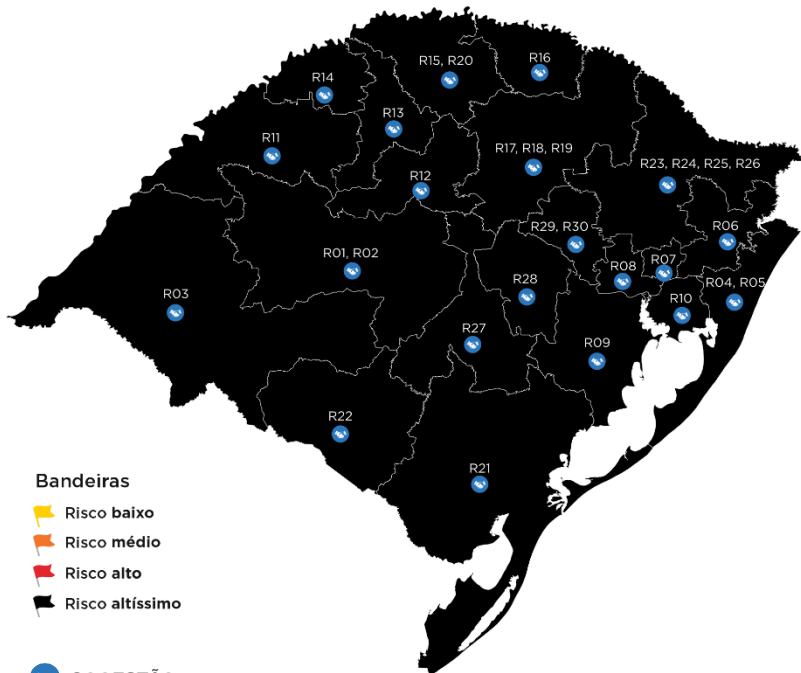 R16
R15, R20
R14
R13
R11
R17, R18, R19
R23, R24, R25, R26
R12
R06
R29, R30
R01, R02
R08
R07
R04, R05
R28
R03
R10
R27
R09
R22
R21
Bandeiras
Risco baixo
Risco médio
Risco alto
Risco altíssimo